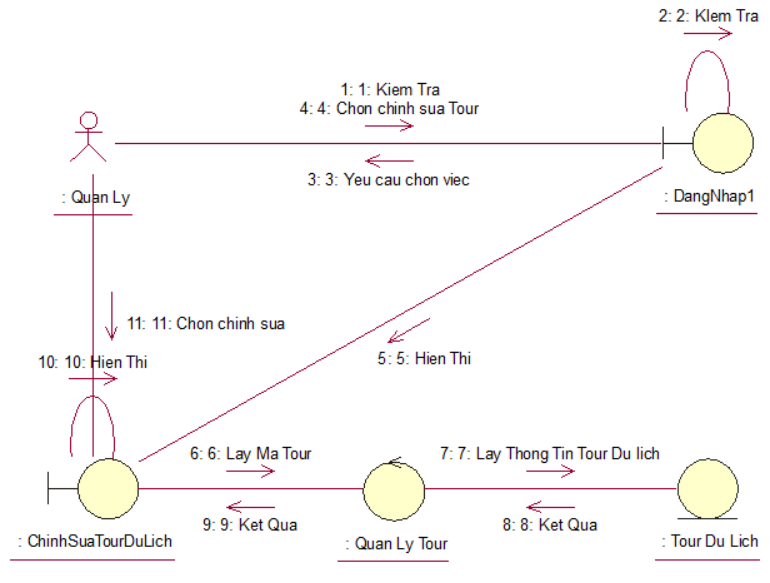 2: 2: KIem Tra
1: 1: Kiem Tra
4: 4: Chon chinh sua Tour
3: 3: Yeu cau chon viec
: Quan Ly
: DangNhap1
11: 11: Chon chinh sua
10: 10: Hien Thi
5: 5: Hien Thi
6: 6: Lay Ma Tour
7: 7: Lay Thong Tin Tour Du lich
9: 9: Ket Qua
8: 8: Ket Qua
: ChinhSuaTourDuLich
: Quan Ly Tour
: Tour Du Lich